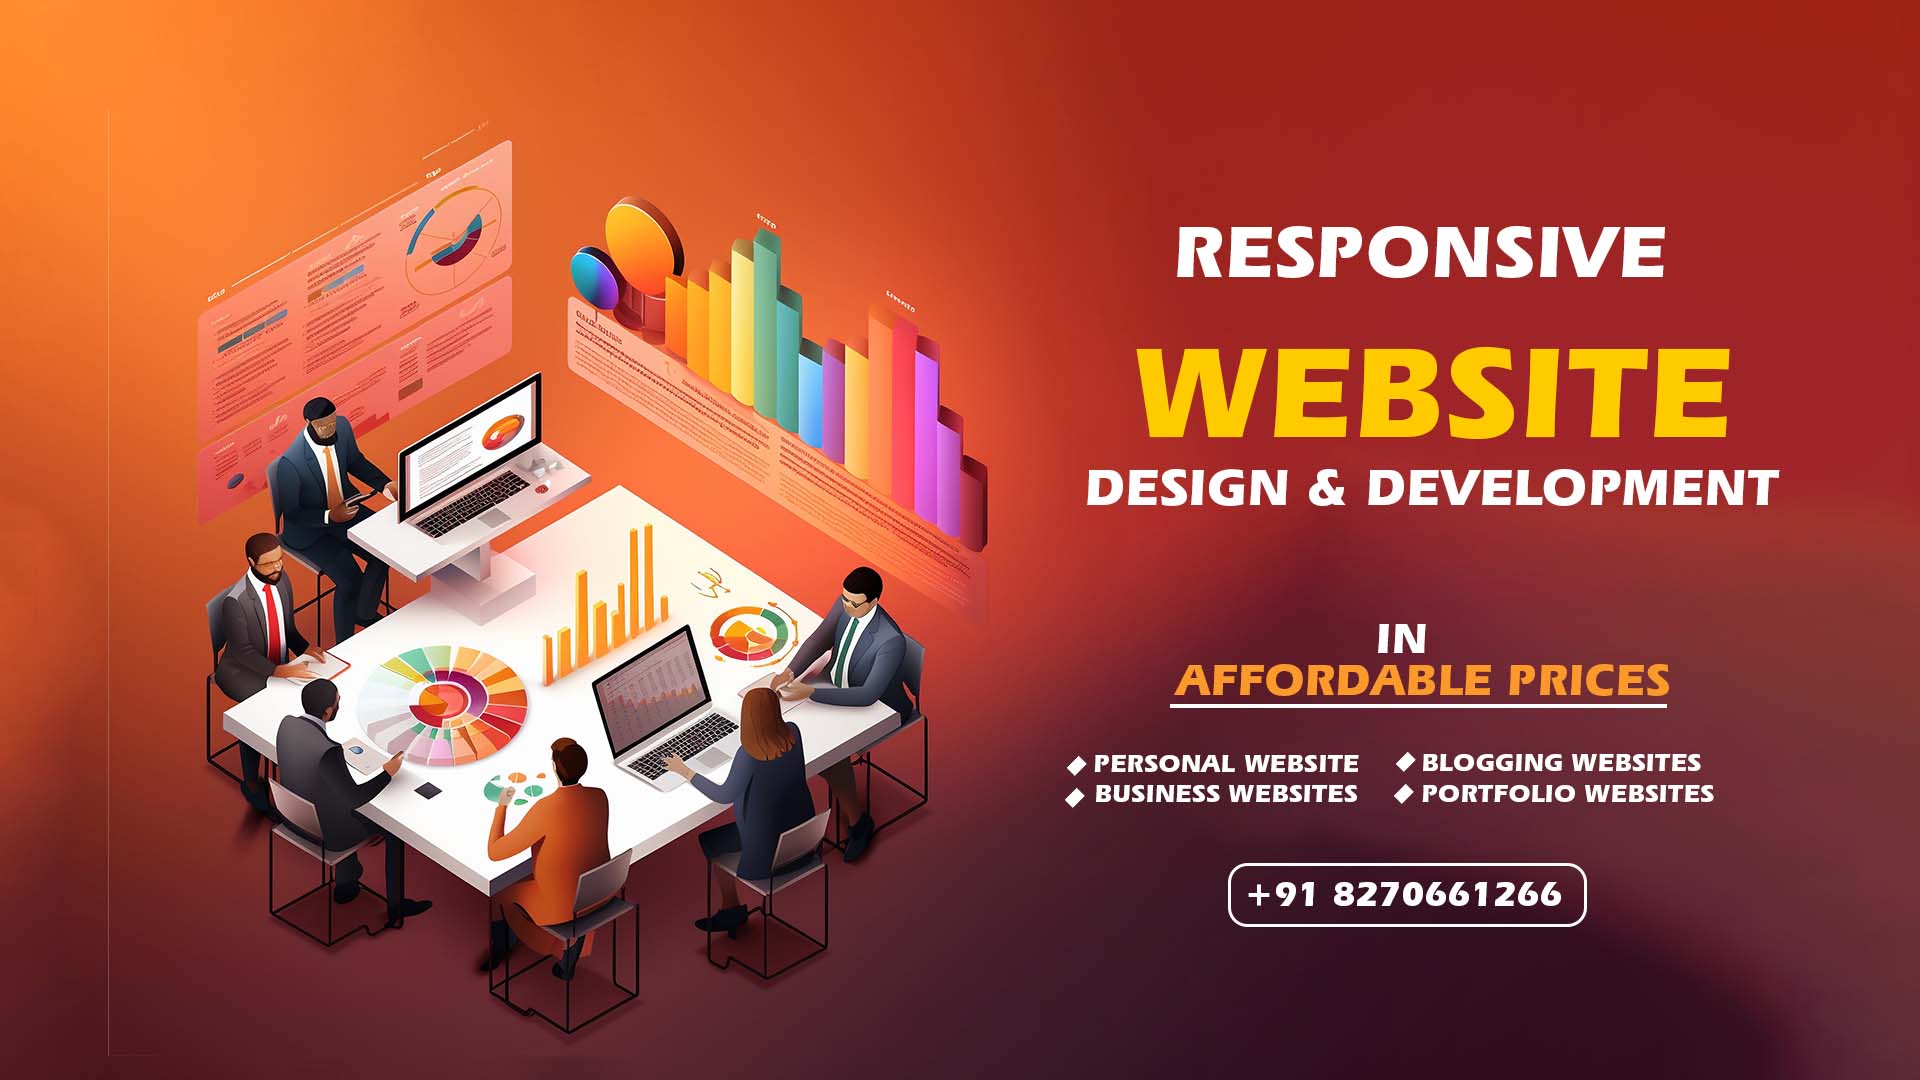 RESPONSIVE
WEBSITE
DESIGN & DEVELOPMENT
IN
AFFORDABLE PRICES
PERSONAL WEBSITE
BLOGGING WEBSITES
BUSINESS WEBSITES
PORTFOLIO WEBSITES
+91 8270661266